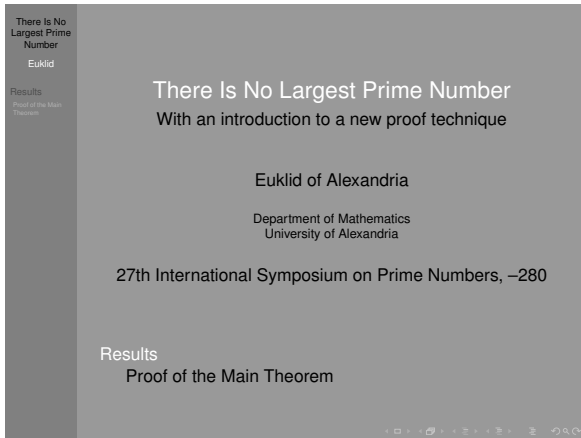 There Is No
Largest Prime
Number
Euklid
Results
Proof of the Main
Theorem
There Is No Largest Prime Number
With an introduction to a new proof technique
Euklid of Alexandria
Department of Mathematics
University of Alexandria
27th International Symposium on Prime Numbers, –280
Results
Proof of the Main Theorem